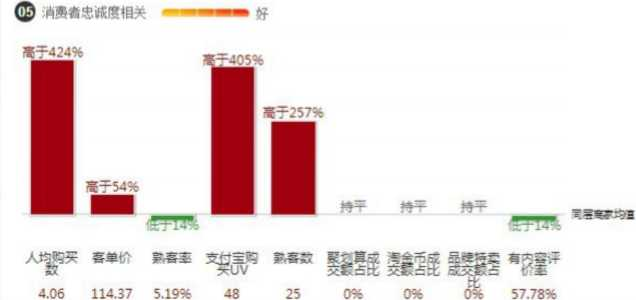 05 消费者忠诚度相关 好
高于424%
高于405%
高于257%
高于54%
持平 持平 持平
低于14% 低于14%
同层商家均值
人均购买数 客单价 熟客率 支付宝购买UV 熟客数 聚划算成交额占比 淘金币成交额占比 品牌特卖成交额占比 有内容评价率
4.06 114.37 5.19% 48 25 0% 0% 0% 57.78%